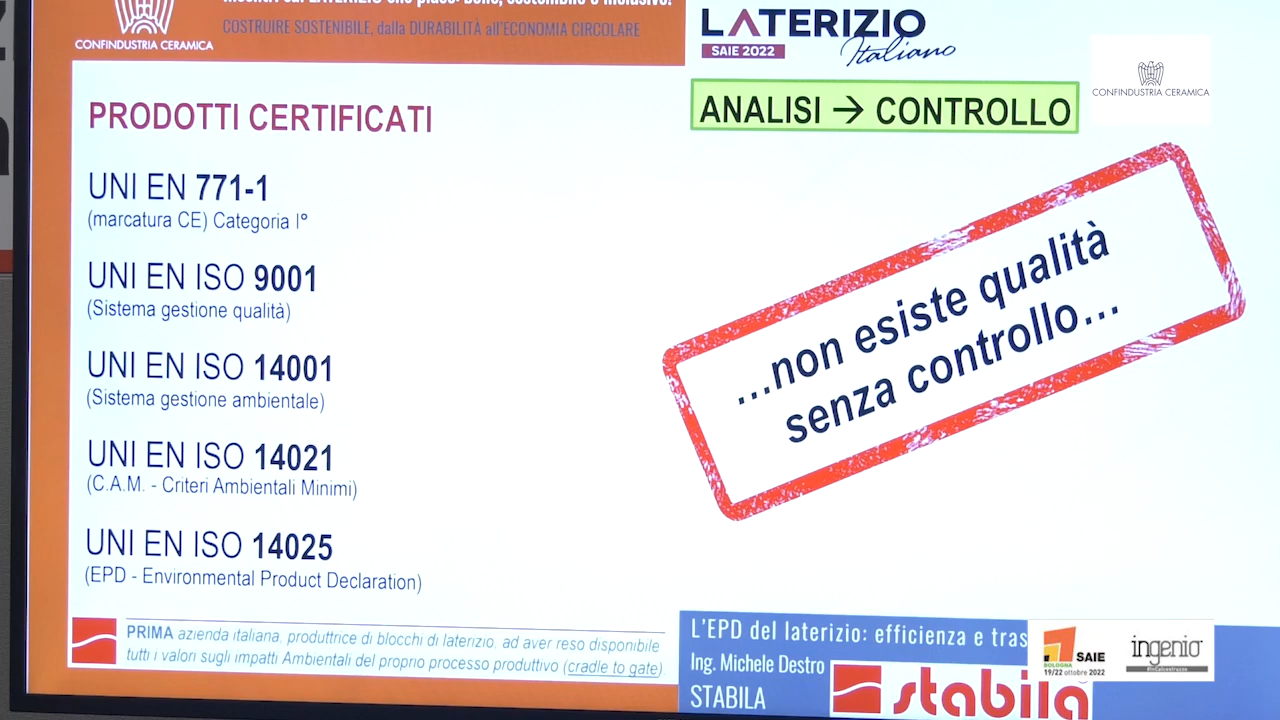 CONFINDUSTRIA CERAMICA
COSTRUIRE SOSTENIBILE, dalla DURABILITÀ all'ECONOMIA CIRCOLARE
LATERIZIO
SAIE 2022
Italiano
CONFINDUSTRIA CERAMICA
PRODOTTI CERTIFICATI
ANALISI → CONTROLLO
UNI EN 771-1
(marcatura CE) Categoria I°
UNI EN ISO 9001
(Sistema gestione qualità)
UNI EN ISO 14001
(Sistema gestione ambientale)
UNI EN ISO 14021
(C.A.M. - Criteri Ambientali Minimi)
UNI EN ISO 14025
(EPD - Environmental Product Declaration)
...non esiste qualità
senza controllo...
PRIMA azienda italiana, produttrice di blocchi di laterizio, ad aver reso disponibile
tutti i valori sugli impatti Ambientali del proprio processo produttivo (cradle to gate).
L'EPD del laterizio: efficienza e tras
Ing. Michele Destro
STABILA
stabila
BOLOGNA
SAIE
19/22 ottobre 2022
ingenio